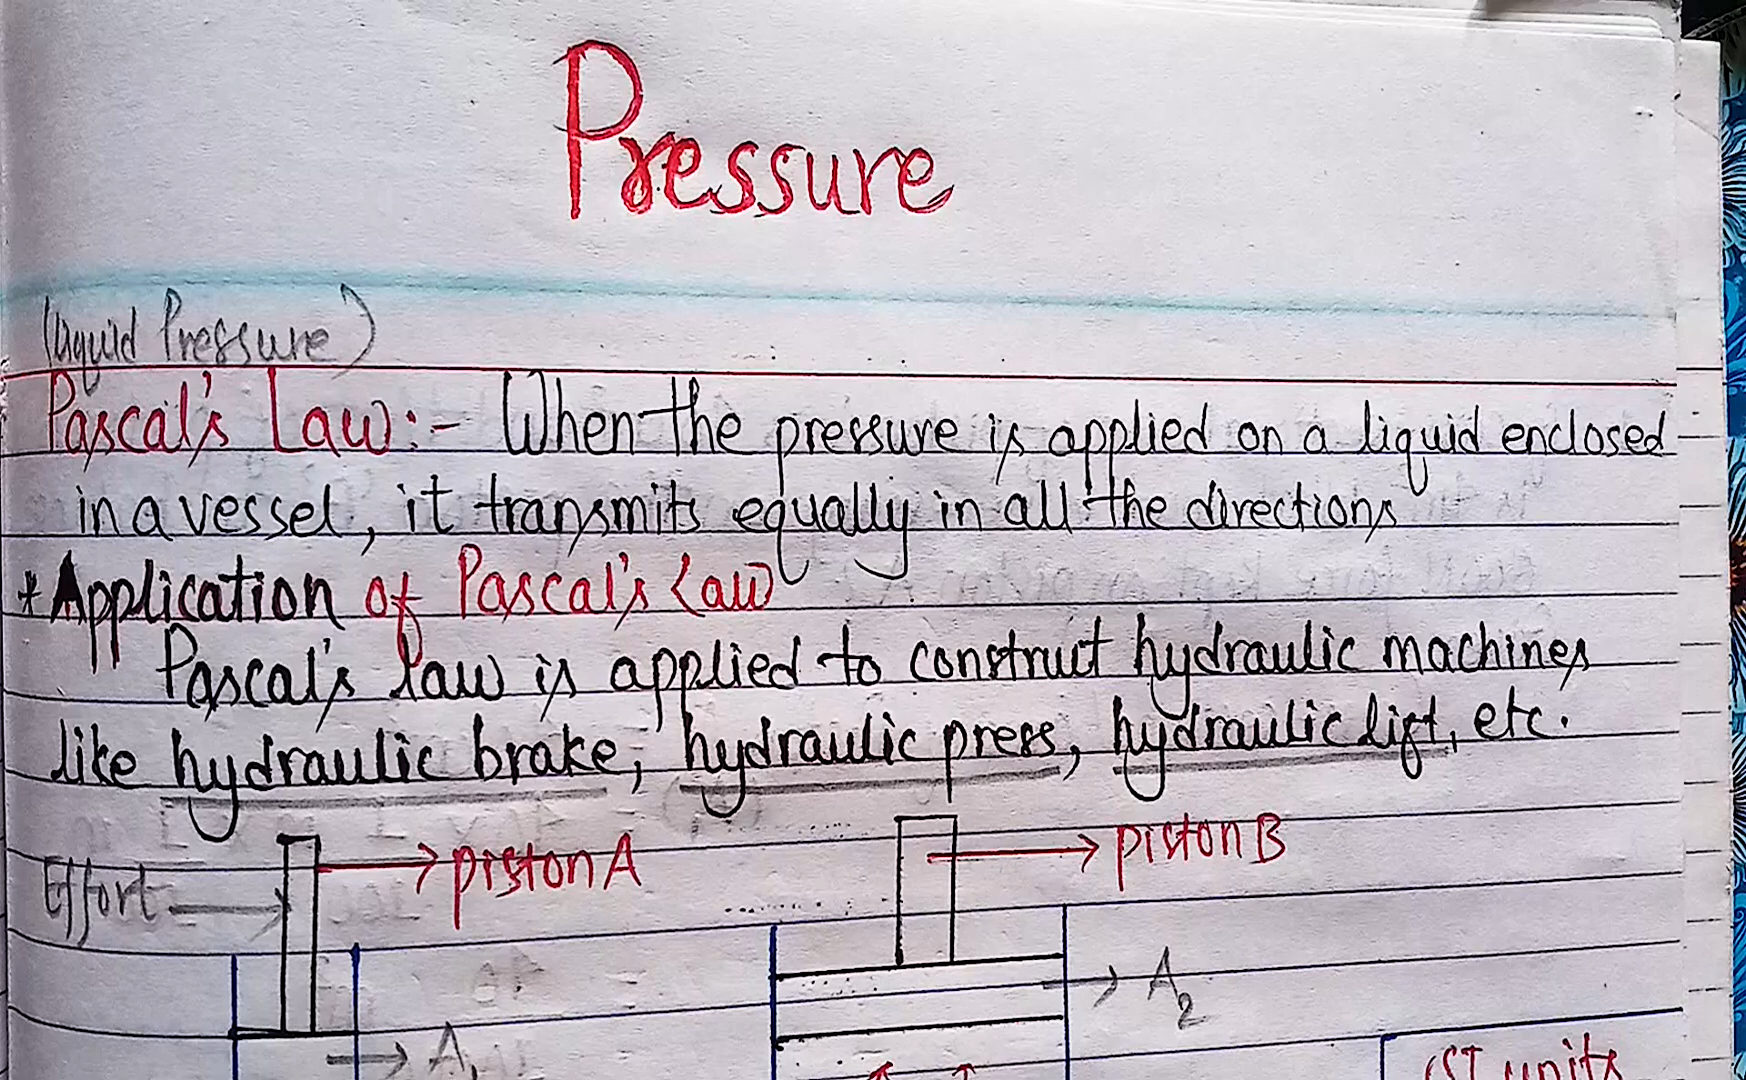 Pressure
(Liquid Pressure)
Pascal's Law:- When the pressure is applied on a liquid enclosed
in a vessel, it transmits equally in all the directions
*Application of Pascal's Law
Pascal's law is applied to construct hydraulic machines
like hydraulic brake, hydraulic press, hydraulic lift, etc.
Effort → piston A → piston B
→ A₂
→ A₁
SI units